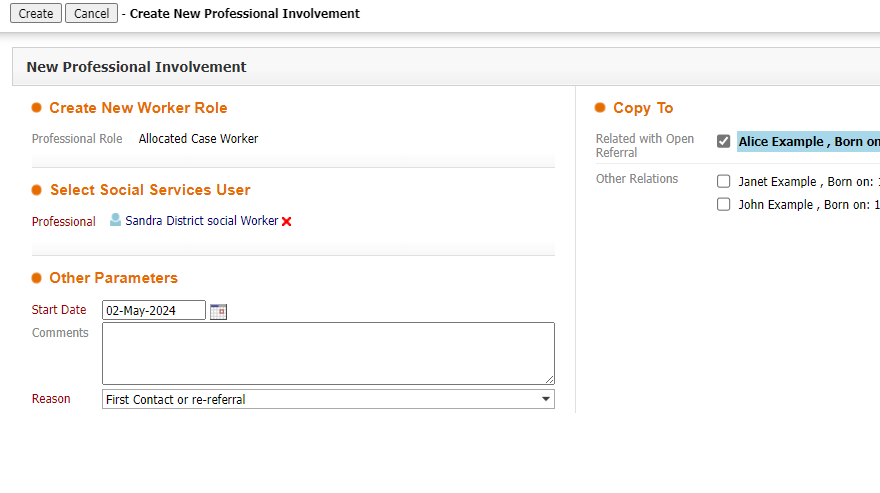 Create Cancel - Create New Professional Involvement
New Professional Involvement
Create New Worker Role
Professional Role Allocated Case Worker
Select Social Services User
Professional Sandra District social Worker
Other Parameters
Start Date 02-May-2024
Comments
Reason First Contact or re-referral
Copy To
Related with Open
Referral
Alice Example , Born on
Other Relations
Janet Example , Born on: 1
John Example , Born on: 1